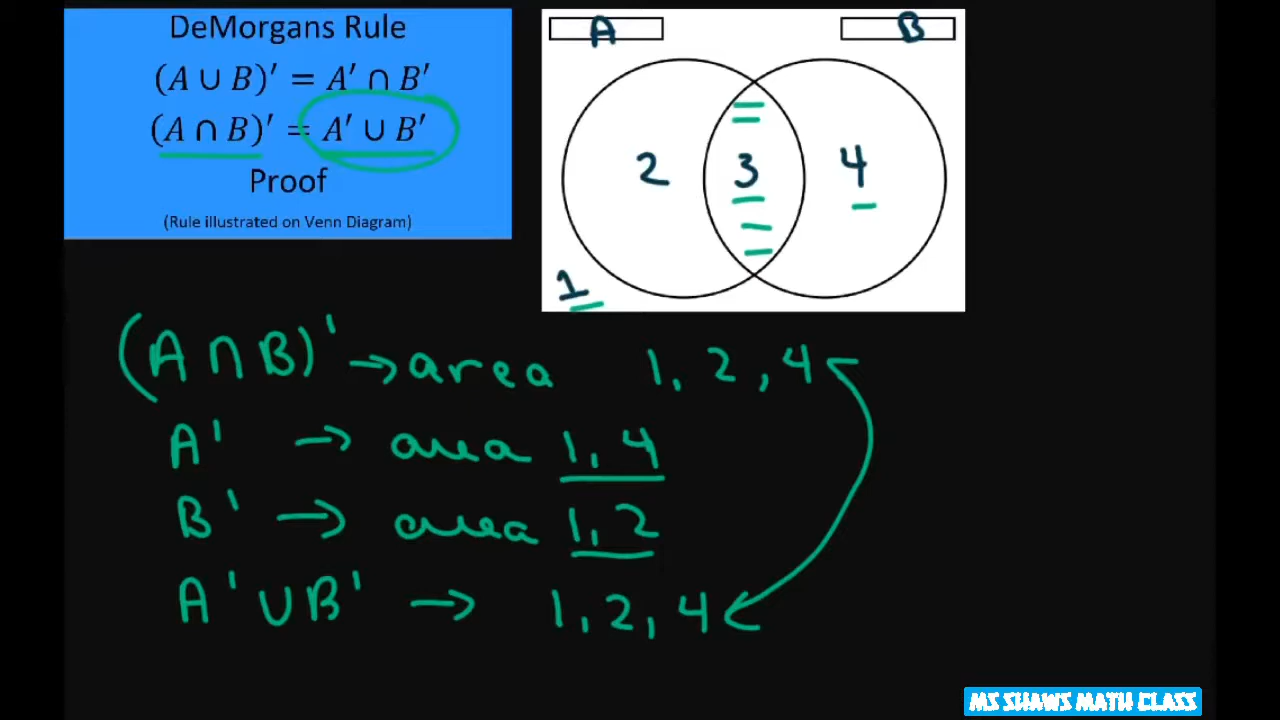 DeMorgans Rule
(A ∪ B)′ = A′ ∩ B′
(A ∩ B)′ = A′ ∪ B′
Proof
(Rule illustrated on Venn Diagram)
A
B
2
3
4
1
(A∩B)' → area 1, 2, 4
A' → area 1, 4
B' → area 1, 2
A'∪B' → 1, 2, 4
MS SHAWS MATH CLASS